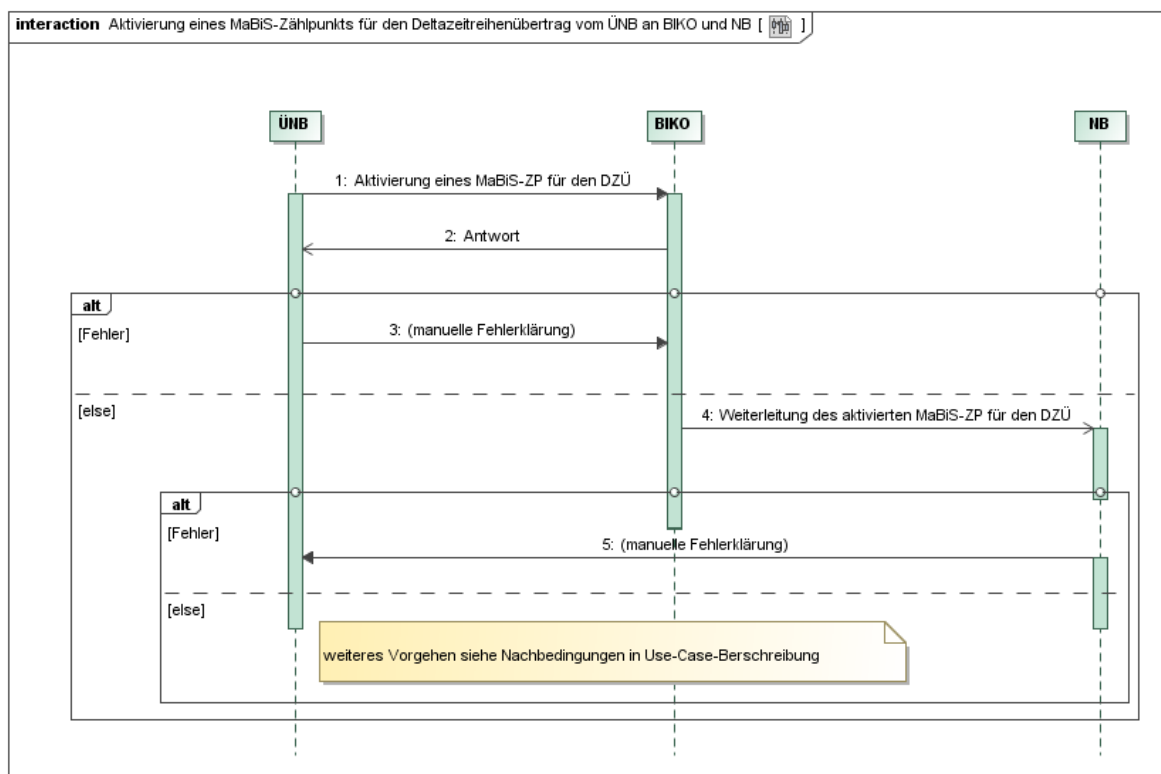 interaction Aktivierung eines MaBiS-Zählpunkts für den Deltazeitreihenübertrag vom ÜNB an BIKO und NB [ ]
ÜNB
BIKO
NB
1: Aktivierung eines MaBiS-ZP für den DZÜ
2: Antwort
alt
[Fehler]
3: (manuelle Fehlerklärung)
[else]
4: Weiterleitung des aktivierten MaBiS-ZP für den DZÜ
alt
[Fehler]
5: (manuelle Fehlerklärung)
[else]
weiteres Vorgehen siehe Nachbedingungen in Use-Case-Berschreibung